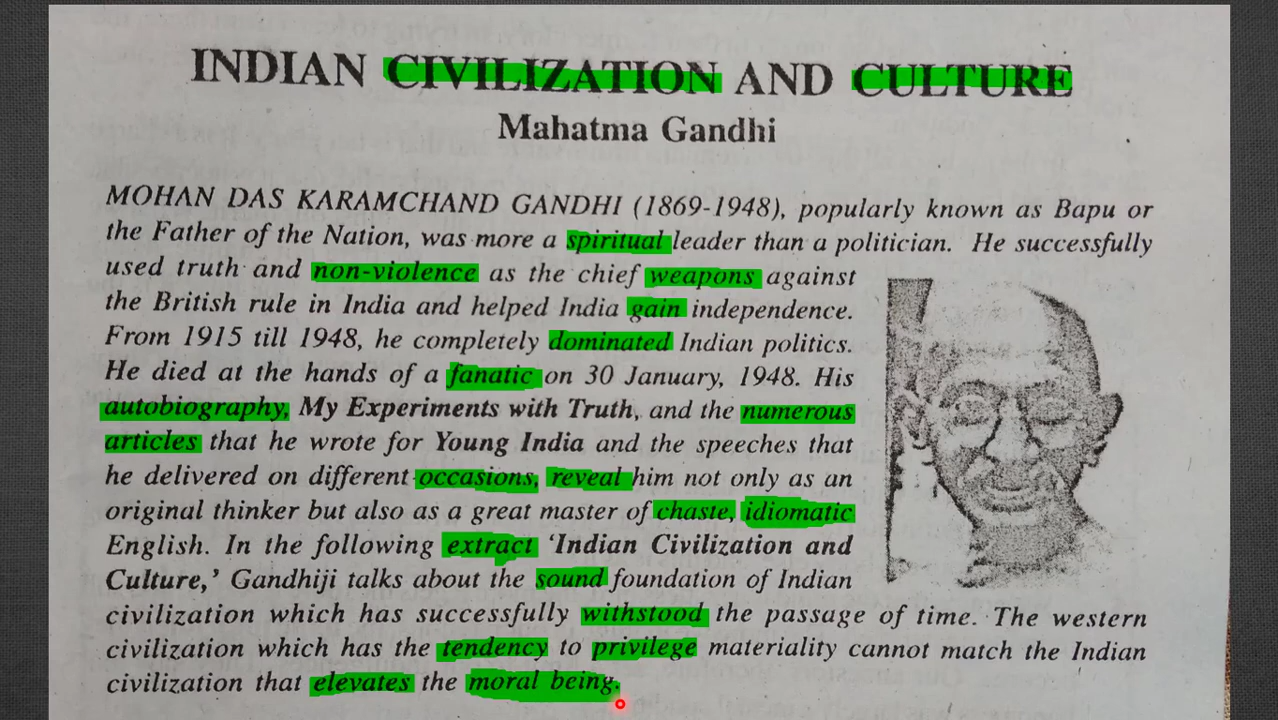 INDIAN CIVILIZATION AND CULTURE
Mahatma Gandhi
MOHAN DAS KARAMCHAND GANDHI (1869-1948), popularly known as Bapu or
the Father of the Nation, was more a spiritual leader than a politician. He successfully
used truth and non-violence as the chief weapons against
the British rule in India and helped India gain independence.
From 1915 till 1948, he completely dominated Indian politics.
He died at the hands of a fanatic on 30 January, 1948. His
autobiography, My Experiments with Truth, and the numerous
articles that he wrote for Young India and the speeches that
he delivered on different occasions, reveal him not only as an
original thinker but also as a great master of chaste, idiomatic
English. In the following extract 'Indian Civilization and
Culture,' Gandhiji talks about the sound foundation of Indian
civilization which has successfully withstood the passage of time. The western
civilization which has the tendency to privilege materiality cannot match the Indian
civilization that elevates the moral being.